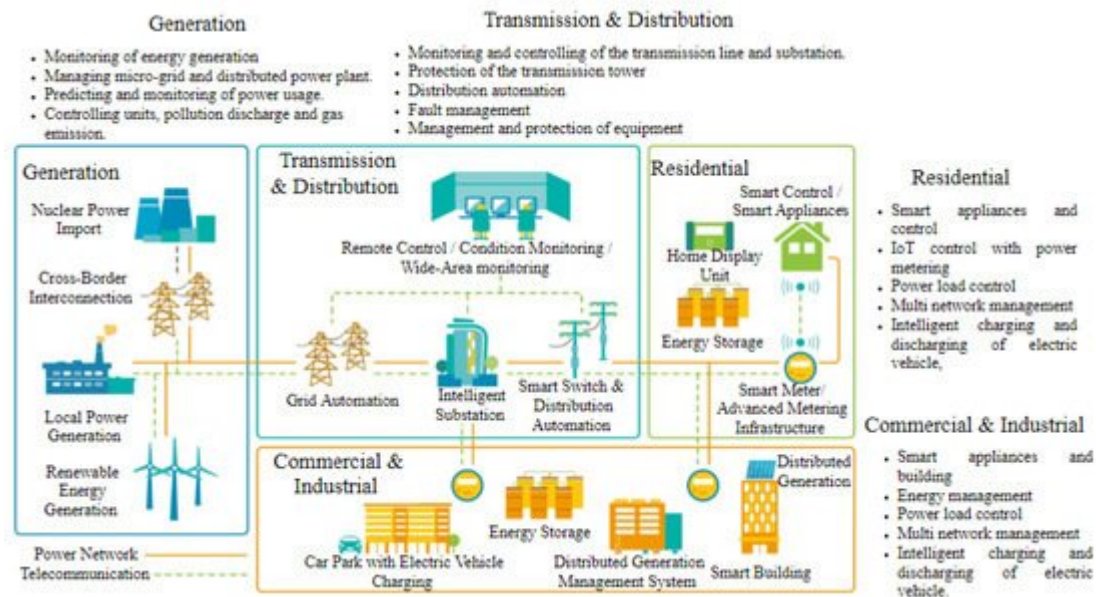 Generation
• Monitoring of energy generation
• Managing micro-grid and distributed power plant.
• Predicting and monitoring of power usage.
• Controlling units, pollution discharge and gas
emission.
Transmission & Distribution
• Monitoring and controlling of the transmission line and substation.
• Protection of the transmission tower
• Distribution automation
• Fault management
• Management and protection of equipment
Generation
Nuclear Power
Import
Cross-Border
Interconnection
Local Power
Generation
Renewable
Energy
Generation
Transmission
& Distribution
Remote Control / Condition Monitoring /
Wide-Area monitoring
Grid Automation
Intelligent
Substation
Smart Switch &
Distribution
Automation
Residential
Smart Control /
Smart Appliances
Home Display
Unit
Energy Storage
Smart Meter/
Advanced Metering
Infrastructure
Residential
• Smart appliances and
control
• IoT control with power
metering
• Power load control
• Multi network management
• Intelligent charging and
discharging of electric
vehicle,
Commercial &
Industrial
Car Park with Electric Vehicle
Charging
Energy Storage
Distributed Generation
Management System
Distributed
Generation
Smart Building
Commercial & Industrial
• Smart appliances and
building
• Energy management
• Power load control
• Multi network management
• Intelligent charging and
discharging of electric
vehicle.
Power Network
Telecommunication